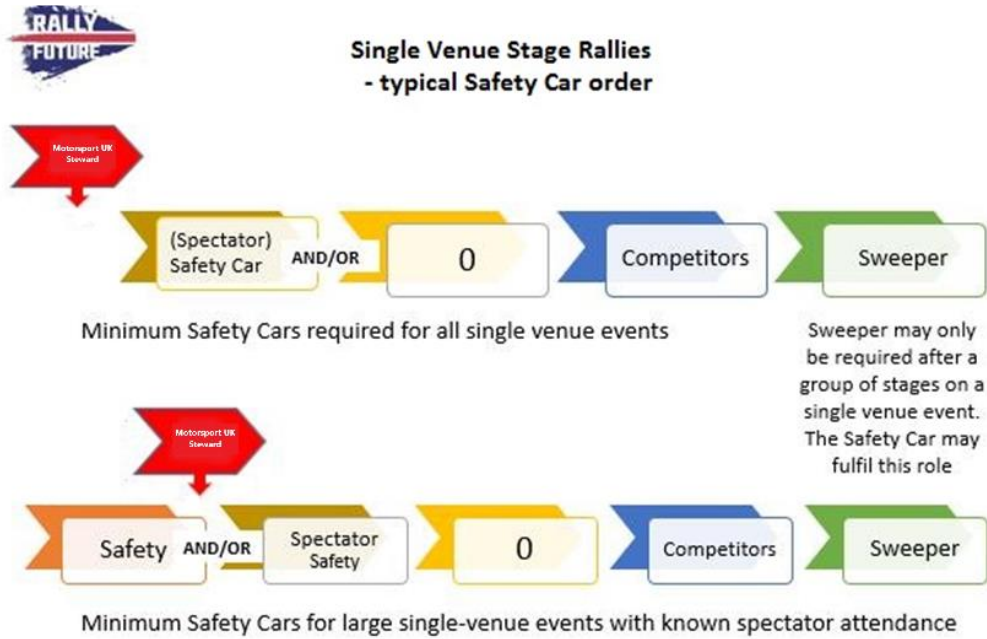 RALLY
FUTURE
Single Venue Stage Rallies
- typical Safety Car order
Motorsport UK
Steward
(Spectator)
Safety Car
AND/OR
0
Competitors
Sweeper
Minimum Safety Cars required for all single venue events
Sweeper may only
be required after a
group of stages on a
single venue event.
The Safety Car may
fulfil this role
Motorsport UK
Steward
Safety
AND/OR
Spectator
Safety
0
Competitors
Sweeper
Minimum Safety Cars for large single-venue events with known spectator attendance